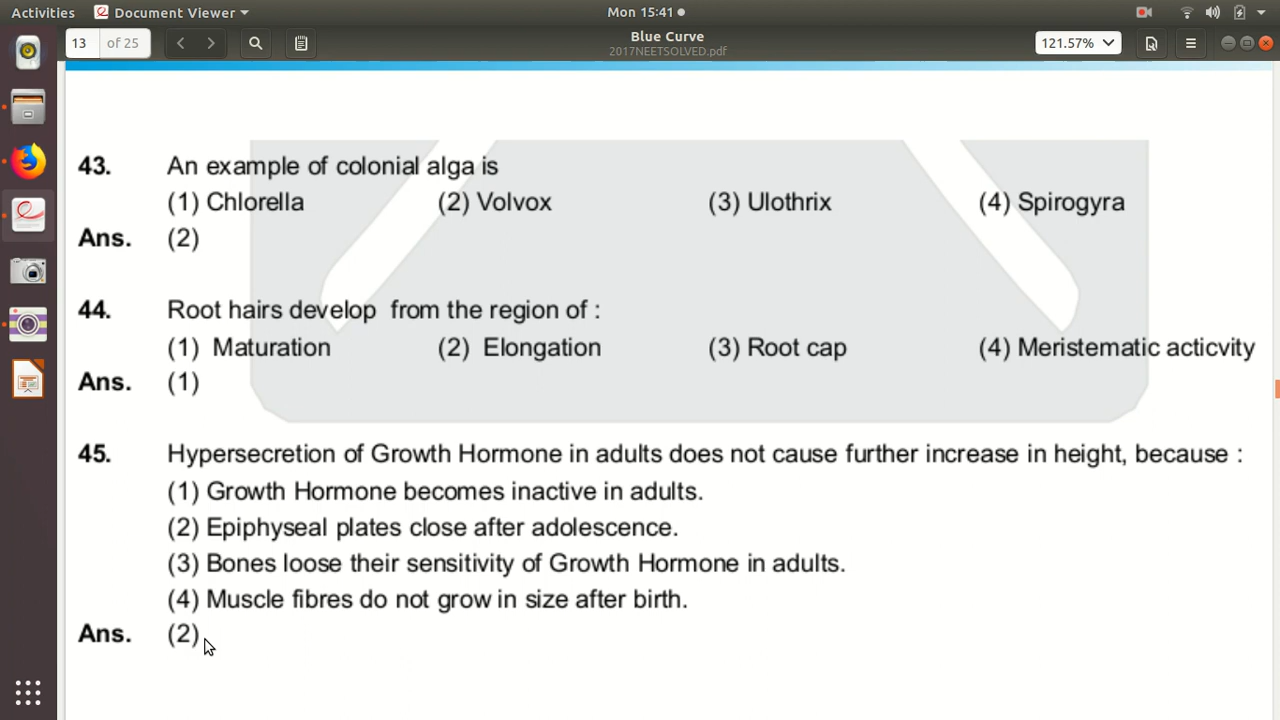 Activities Document Viewer Mon 15:41
13 of 25 Blue Curve 121.57%
2017NEETSOLVED.pdf
43. An example of colonial alga is
(1) Chlorella (2) Volvox (3) Ulothrix (4) Spirogyra
Ans. (2)
44. Root hairs develop from the region of :
(1) Maturation (2) Elongation (3) Root cap (4) Meristematic acticvity
Ans. (1)
45. Hypersecretion of Growth Hormone in adults does not cause further increase in height, because :
(1) Growth Hormone becomes inactive in adults.
(2) Epiphyseal plates close after adolescence.
(3) Bones loose their sensitivity of Growth Hormone in adults.
(4) Muscle fibres do not grow in size after birth.
Ans. (2)